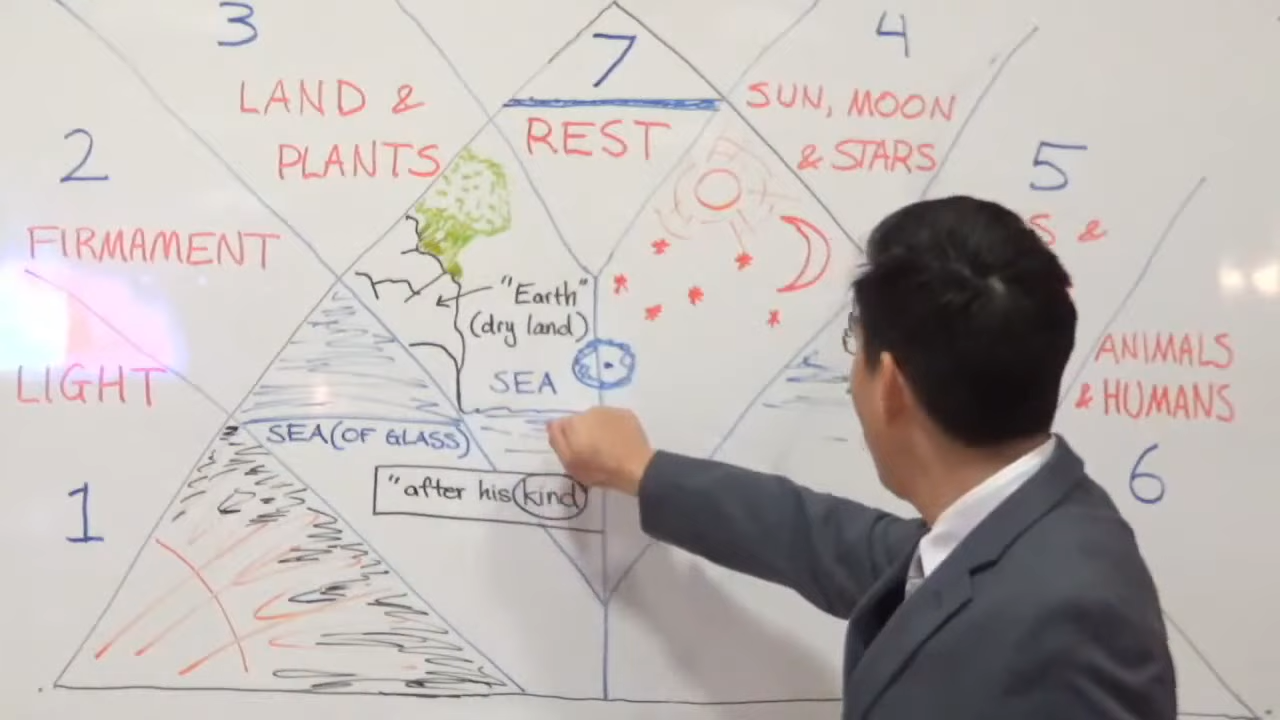 3
LAND &
PLANTS
7
REST
4
SUN, MOON
& STARS
2
FIRMAMENT
5
&
LIGHT
"Earth"
(dry land)
SEA
SEA (OF GLASS)
"after his kind
1
ANIMALS
& HUMANS
6